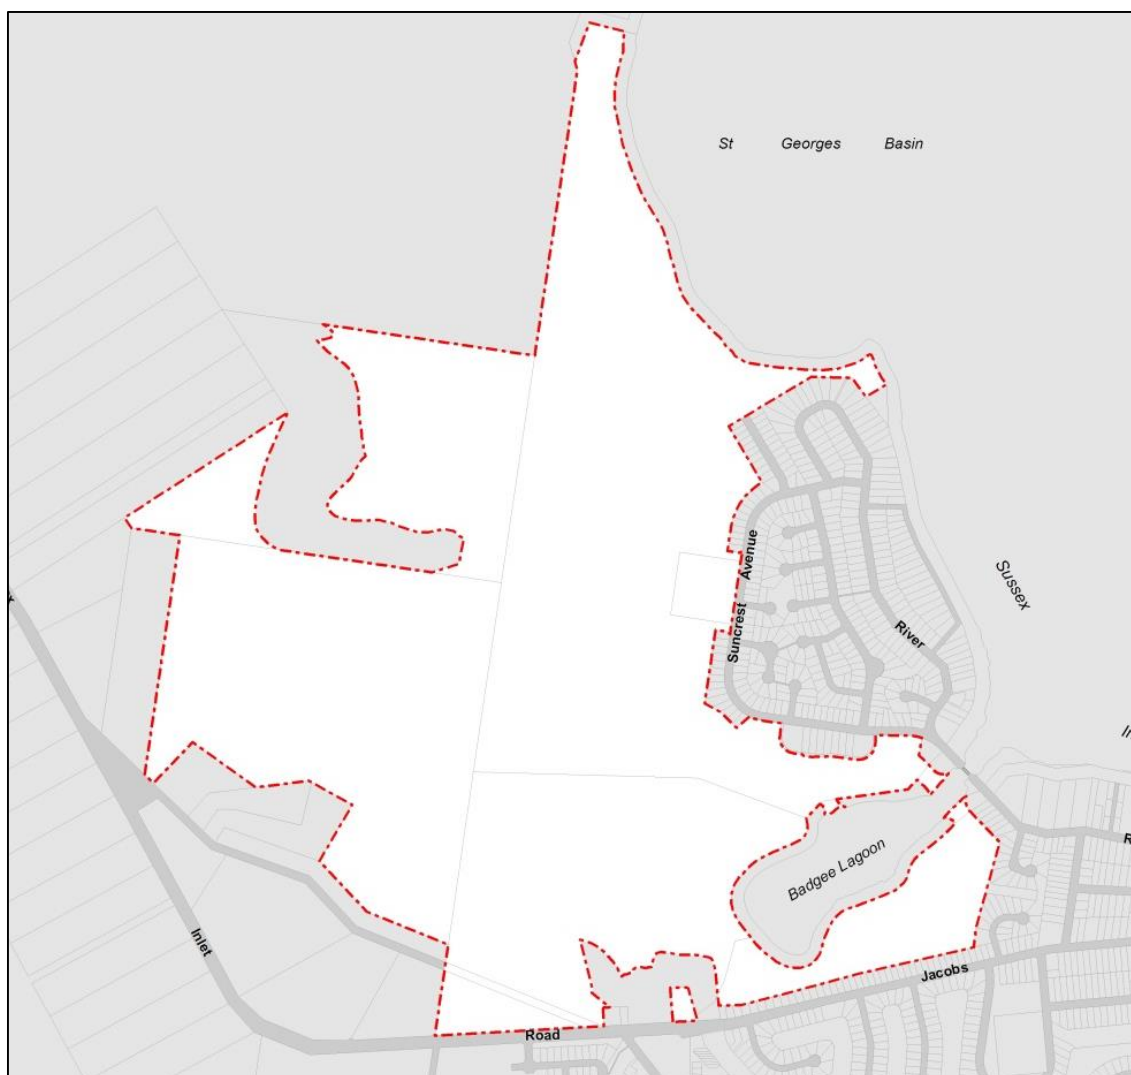 St Georges Basin
Sussex
Avenue
Suncrest
River
Badgee Lagoon
Inlet
Jacobs
Road